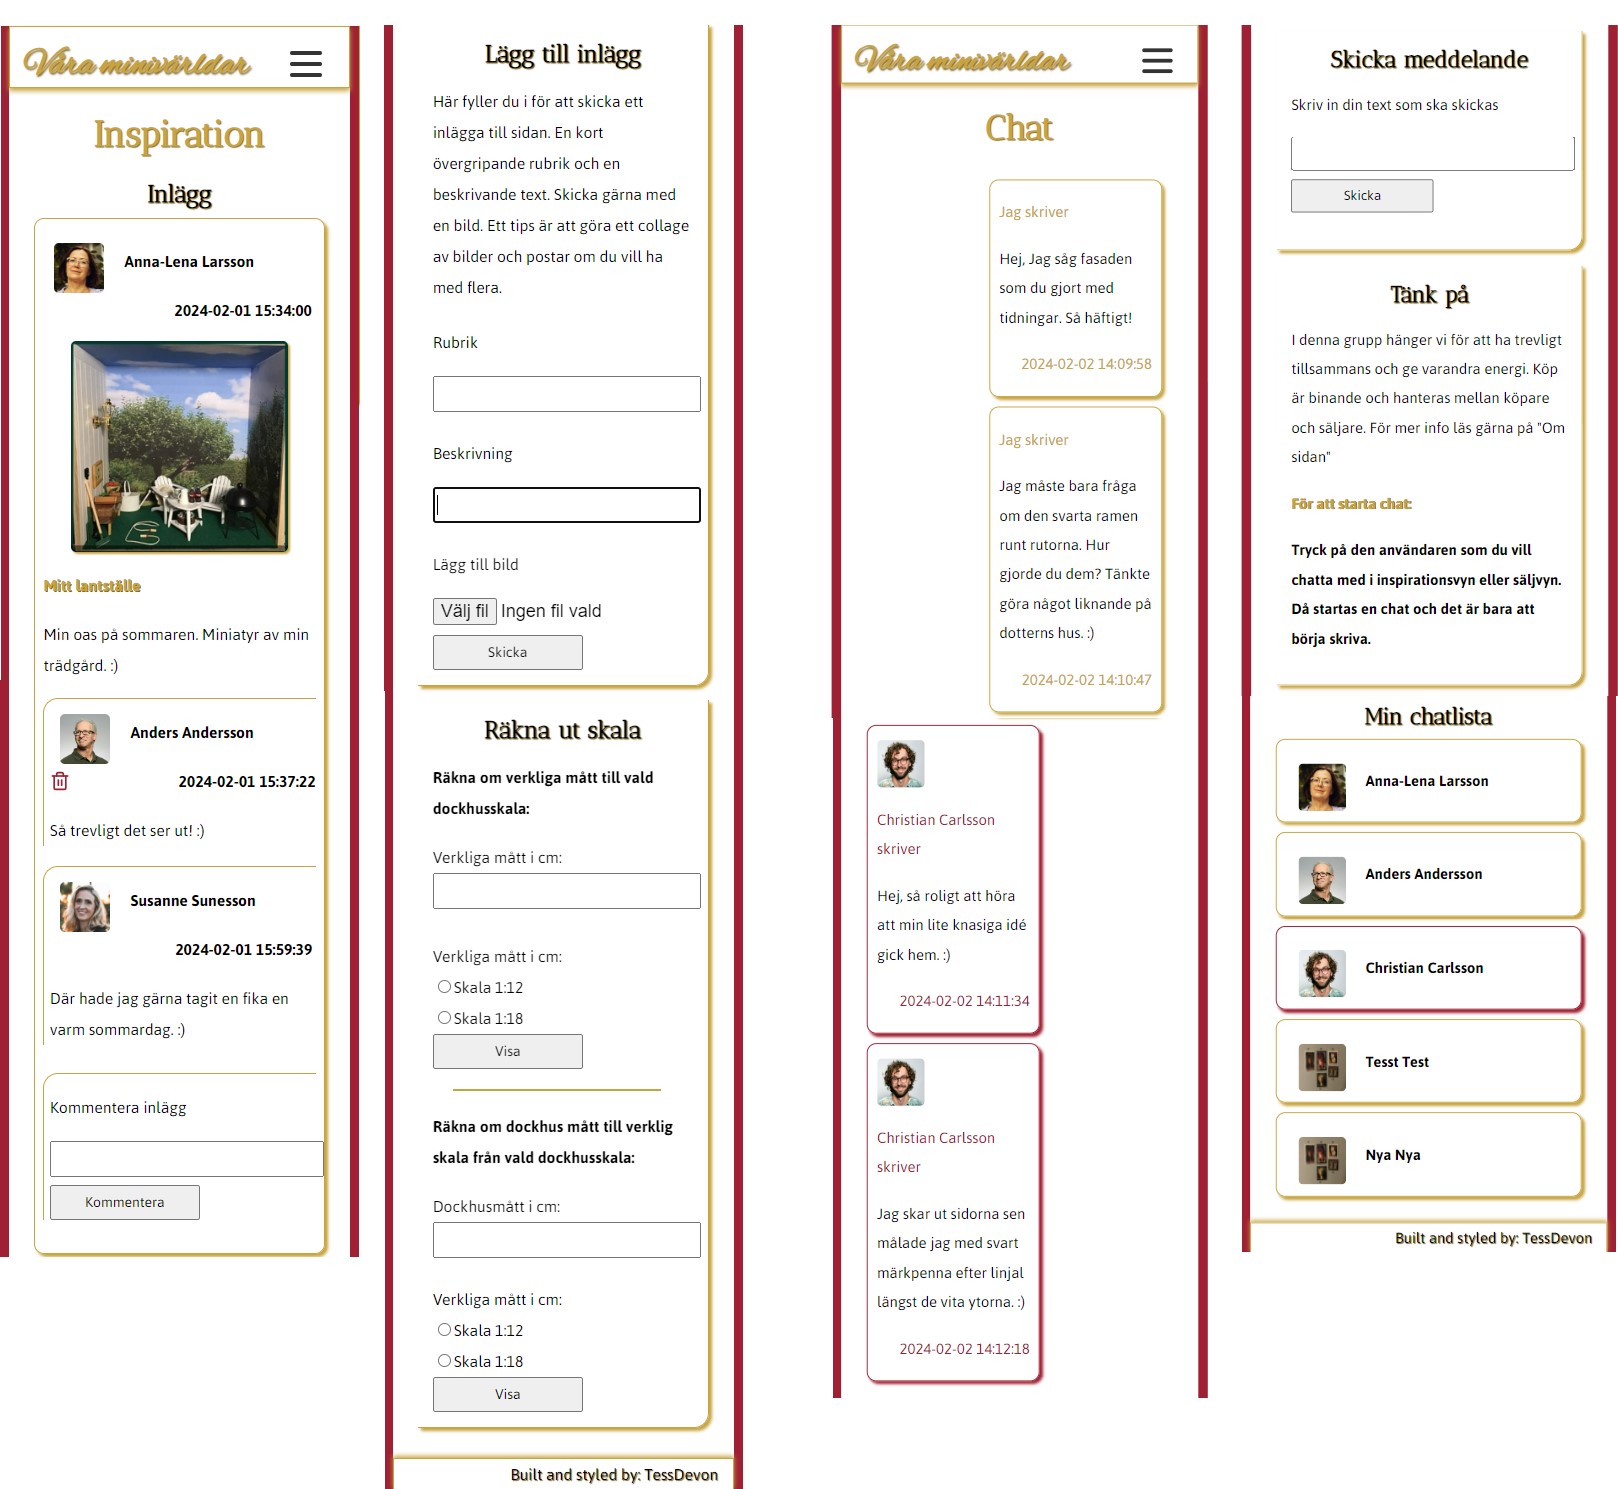 Våra minivärldar
Inspiration
Inlägg
Anna-Lena Larsson
2024-02-01 15:34:00
Mitt lantställe
Min oas på sommaren. Miniatyr av min
trädgård. :)
Anders Andersson
2024-02-01 15:37:22
Så trevligt det ser ut! :)
Susanne Sunesson
2024-02-01 15:59:39
Där hade jag gärna tagit en fika en
varm sommardag. :)
Kommentera inlägg
Kommentera
Lägg till inlägg
Här fyller du i för att skicka ett
inlägga till sidan. En kort
övergripande rubrik och en
beskrivande text. Skicka gärna med
en bild. Ett tips är att göra ett collage
av bilder och postar om du vill ha
med flera.
Rubrik
Beskrivning
Lägg till bild
Välj fil Ingen fil vald
Skicka
Räkna ut skala
Räkna om verkliga mått till vald
dockhusskala:
Verkliga mått i cm:
Verkliga mått i cm:
Skala 1:12
Skala 1:18
Visa
Räkna om dockhus mått till verklig
skala från vald dockhusskala:
Dockhusmått i cm:
Verkliga mått i cm:
Skala 1:12
Skala 1:18
Visa
Built and styled by: TessDevon
Våra minivärldar
Chat
Jag skriver
Hej, Jag såg fasaden
som du gjort med
tidningar. Så häftigt!
2024-02-02 14:09:58
Jag skriver
Jag måste bara fråga
om den svarta ramen
runt rutorna. Hur
gjorde du dem? Tänkte
göra något liknande på
dotterns hus. :)
2024-02-02 14:10:47
Christian Carlsson
skriver
Hej, så roligt att höra
att min lite knasiga idé
gick hem. :)
2024-02-02 14:11:34
Christian Carlsson
skriver
Jag skar ut sidorna sen
målade jag med svart
märkpenna efter linjal
längst de vita ytorna. :)
2024-02-02 14:12:18
Skicka meddelande
Skriv in din text som ska skickas
Skicka
Tänk på
I denna grupp hänger vi för att ha trevligt
tillsammans och ge varandra energi. Köp
är binande och hanteras mellan köpare
och säljare. För mer info läs gärna på "Om
sidan"
För att starta chat:
Tryck på den användaren som du vill
chatta med i inspirationsvyn eller säljvyn.
Då startas en chat och det är bara att
börja skriva.
Min chatlista
Anna-Lena Larsson
Anders Andersson
Christian Carlsson
Tesst Test
Nya Nya
Built and styled by: TessDevon